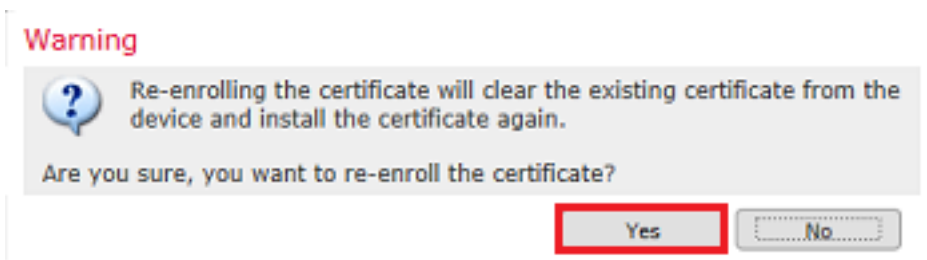 Warning
Re-enrolling the certificate will clear the existing certificate from the
device and install the certificate again.
Are you sure, you want to re-enroll the certificate?
Yes No